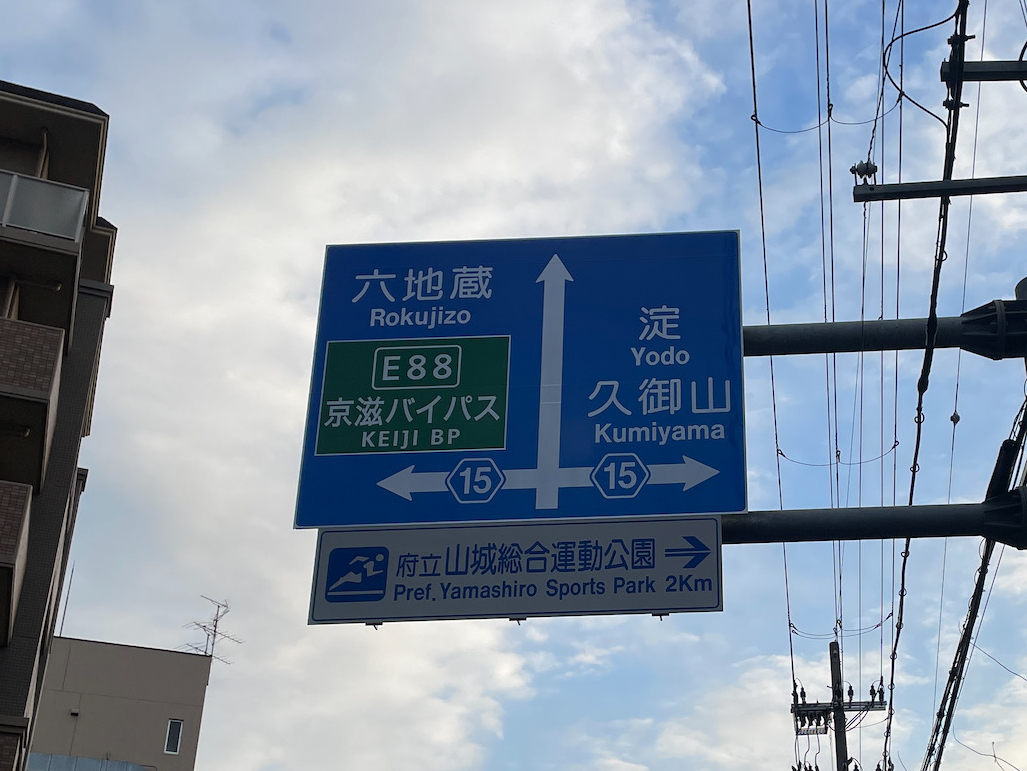 六地蔵
Rokujizo
E88
京滋バイパス
KEIJI BP
15
淀
Yodo
久御山
Kumiyama
15
府立山城総合運動公園
Pref. Yamashiro Sports Park 2Km